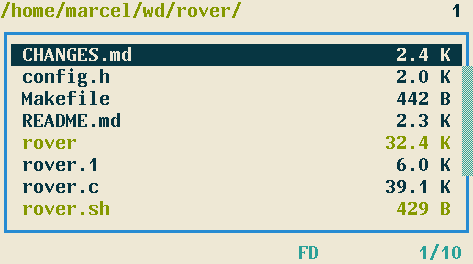 /home/marcel/wd/rover/ 1
CHANGES.md 2.4 K
config.h 2.0 K
Makefile 442 B
README.md 2.3 K
rover 32.4 K
rover.1 6.0 K
rover.c 39.1 K
rover.sh 429 B
FD 1/10